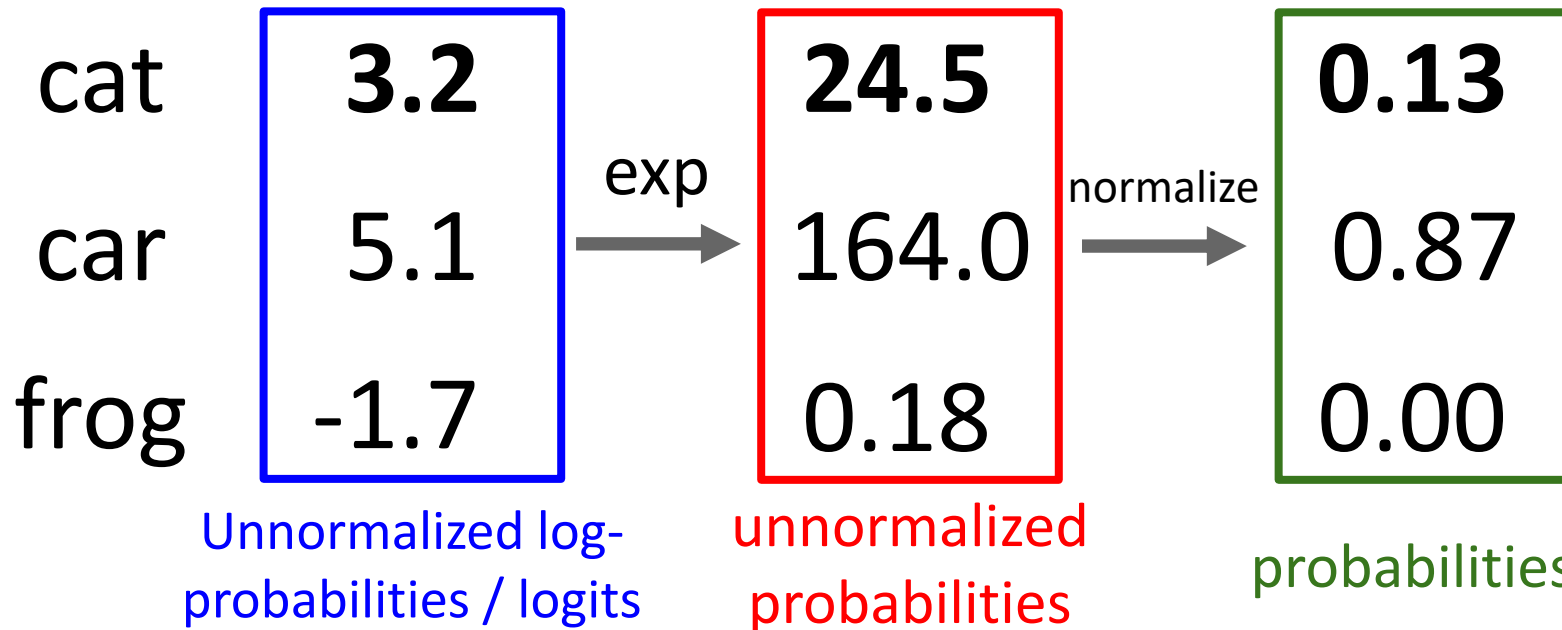 cat 3.2 24.5 0.13
exp normalize
car 5.1 164.0 0.87
frog -1.7 0.18 0.00
Unnormalized log-
probabilities / logits
unnormalized
probabilities
probabilities